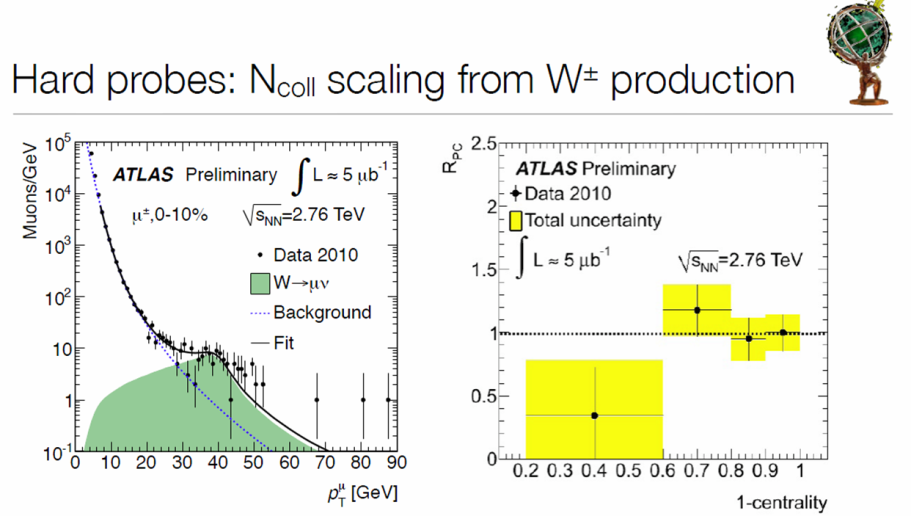 Hard probes: Ncoll scaling from W± production
Muons/GeV
10^5
10^4
10^3
10^2
10
1
10^-1
ATLAS Preliminary ∫ L ≈ 5 μb^-1
μ±,0-10% √sNN=2.76 TeV
Data 2010
W→μν
Background
Fit
0 10 20 30 40 50 60 70 80 90
p_T^μ [GeV]
R_PC
2.5
2
1.5
1
0.5
0
ATLAS Preliminary
Data 2010
Total uncertainty
∫ L ≈ 5 μb^-1 √sNN=2.76 TeV
0.2 0.3 0.4 0.5 0.6 0.7 0.8 0.9 1
1-centrality